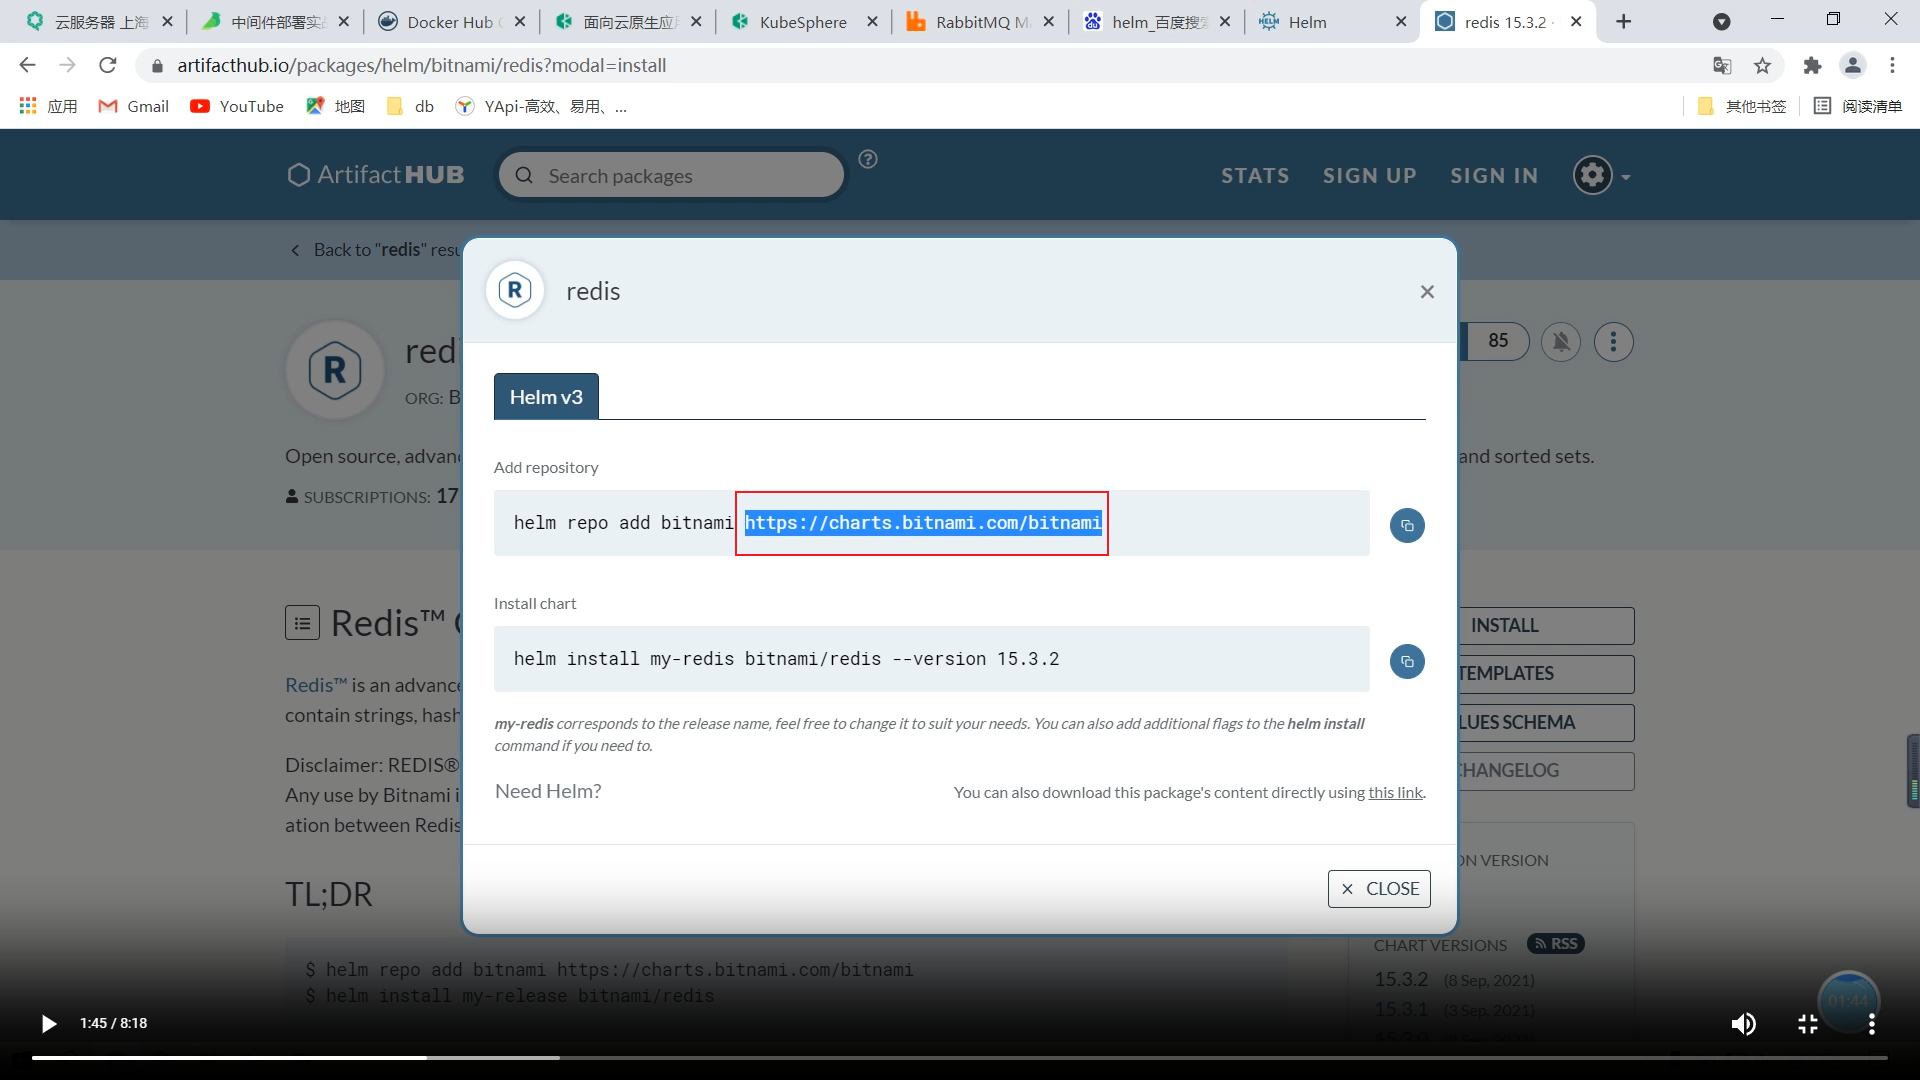 云服务器 上海
中间件部署实
Docker Hub
面向云原生应
KubeSphere
RabbitMQ M
helm_百度搜
Helm
redis 15.3.2 ·
artifacthub.io/packages/helm/bitnami/redis?modal=install
应用
Gmail
YouTube
地图
db
YApi-高效、易用、...
其他书签
阅读清单
ArtifactHUB
Search packages
STATS
SIGN UP
SIGN IN
Back to "redis" resu
redis
85
red
ORG: B
Helm v3
Open source, advan
and sorted sets.
Add repository
SUBSCRIPTIONS: 17
helm repo add bitnami https://charts.bitnami.com/bitnami
Install chart
Redis™
INSTALL
helm install my-redis bitnami/redis --version 15.3.2
TEMPLATES
Redis™ is an advance
contain strings, hash
LUES SCHEMA
my-redis corresponds to the release name, feel free to change it to suit your needs. You can also add additional flags to the helm install
command if you need to.
Disclaimer: REDIS®
CHANGELOG
Need Helm?
You can also download this package's content directly using this link.
Any use by Bitnami i
ation between Redis
ON VERSION
CLOSE
TL;DR
CHART VERSIONS
RSS
$ helm repo add bitnami https://charts.bitnami.com/bitnami
15.3.2 (8 Sep, 2021)
$ helm install my-release bitnami/redis
15.3.1 (3 Sep, 2021)
01:44
1:45 / 8:18